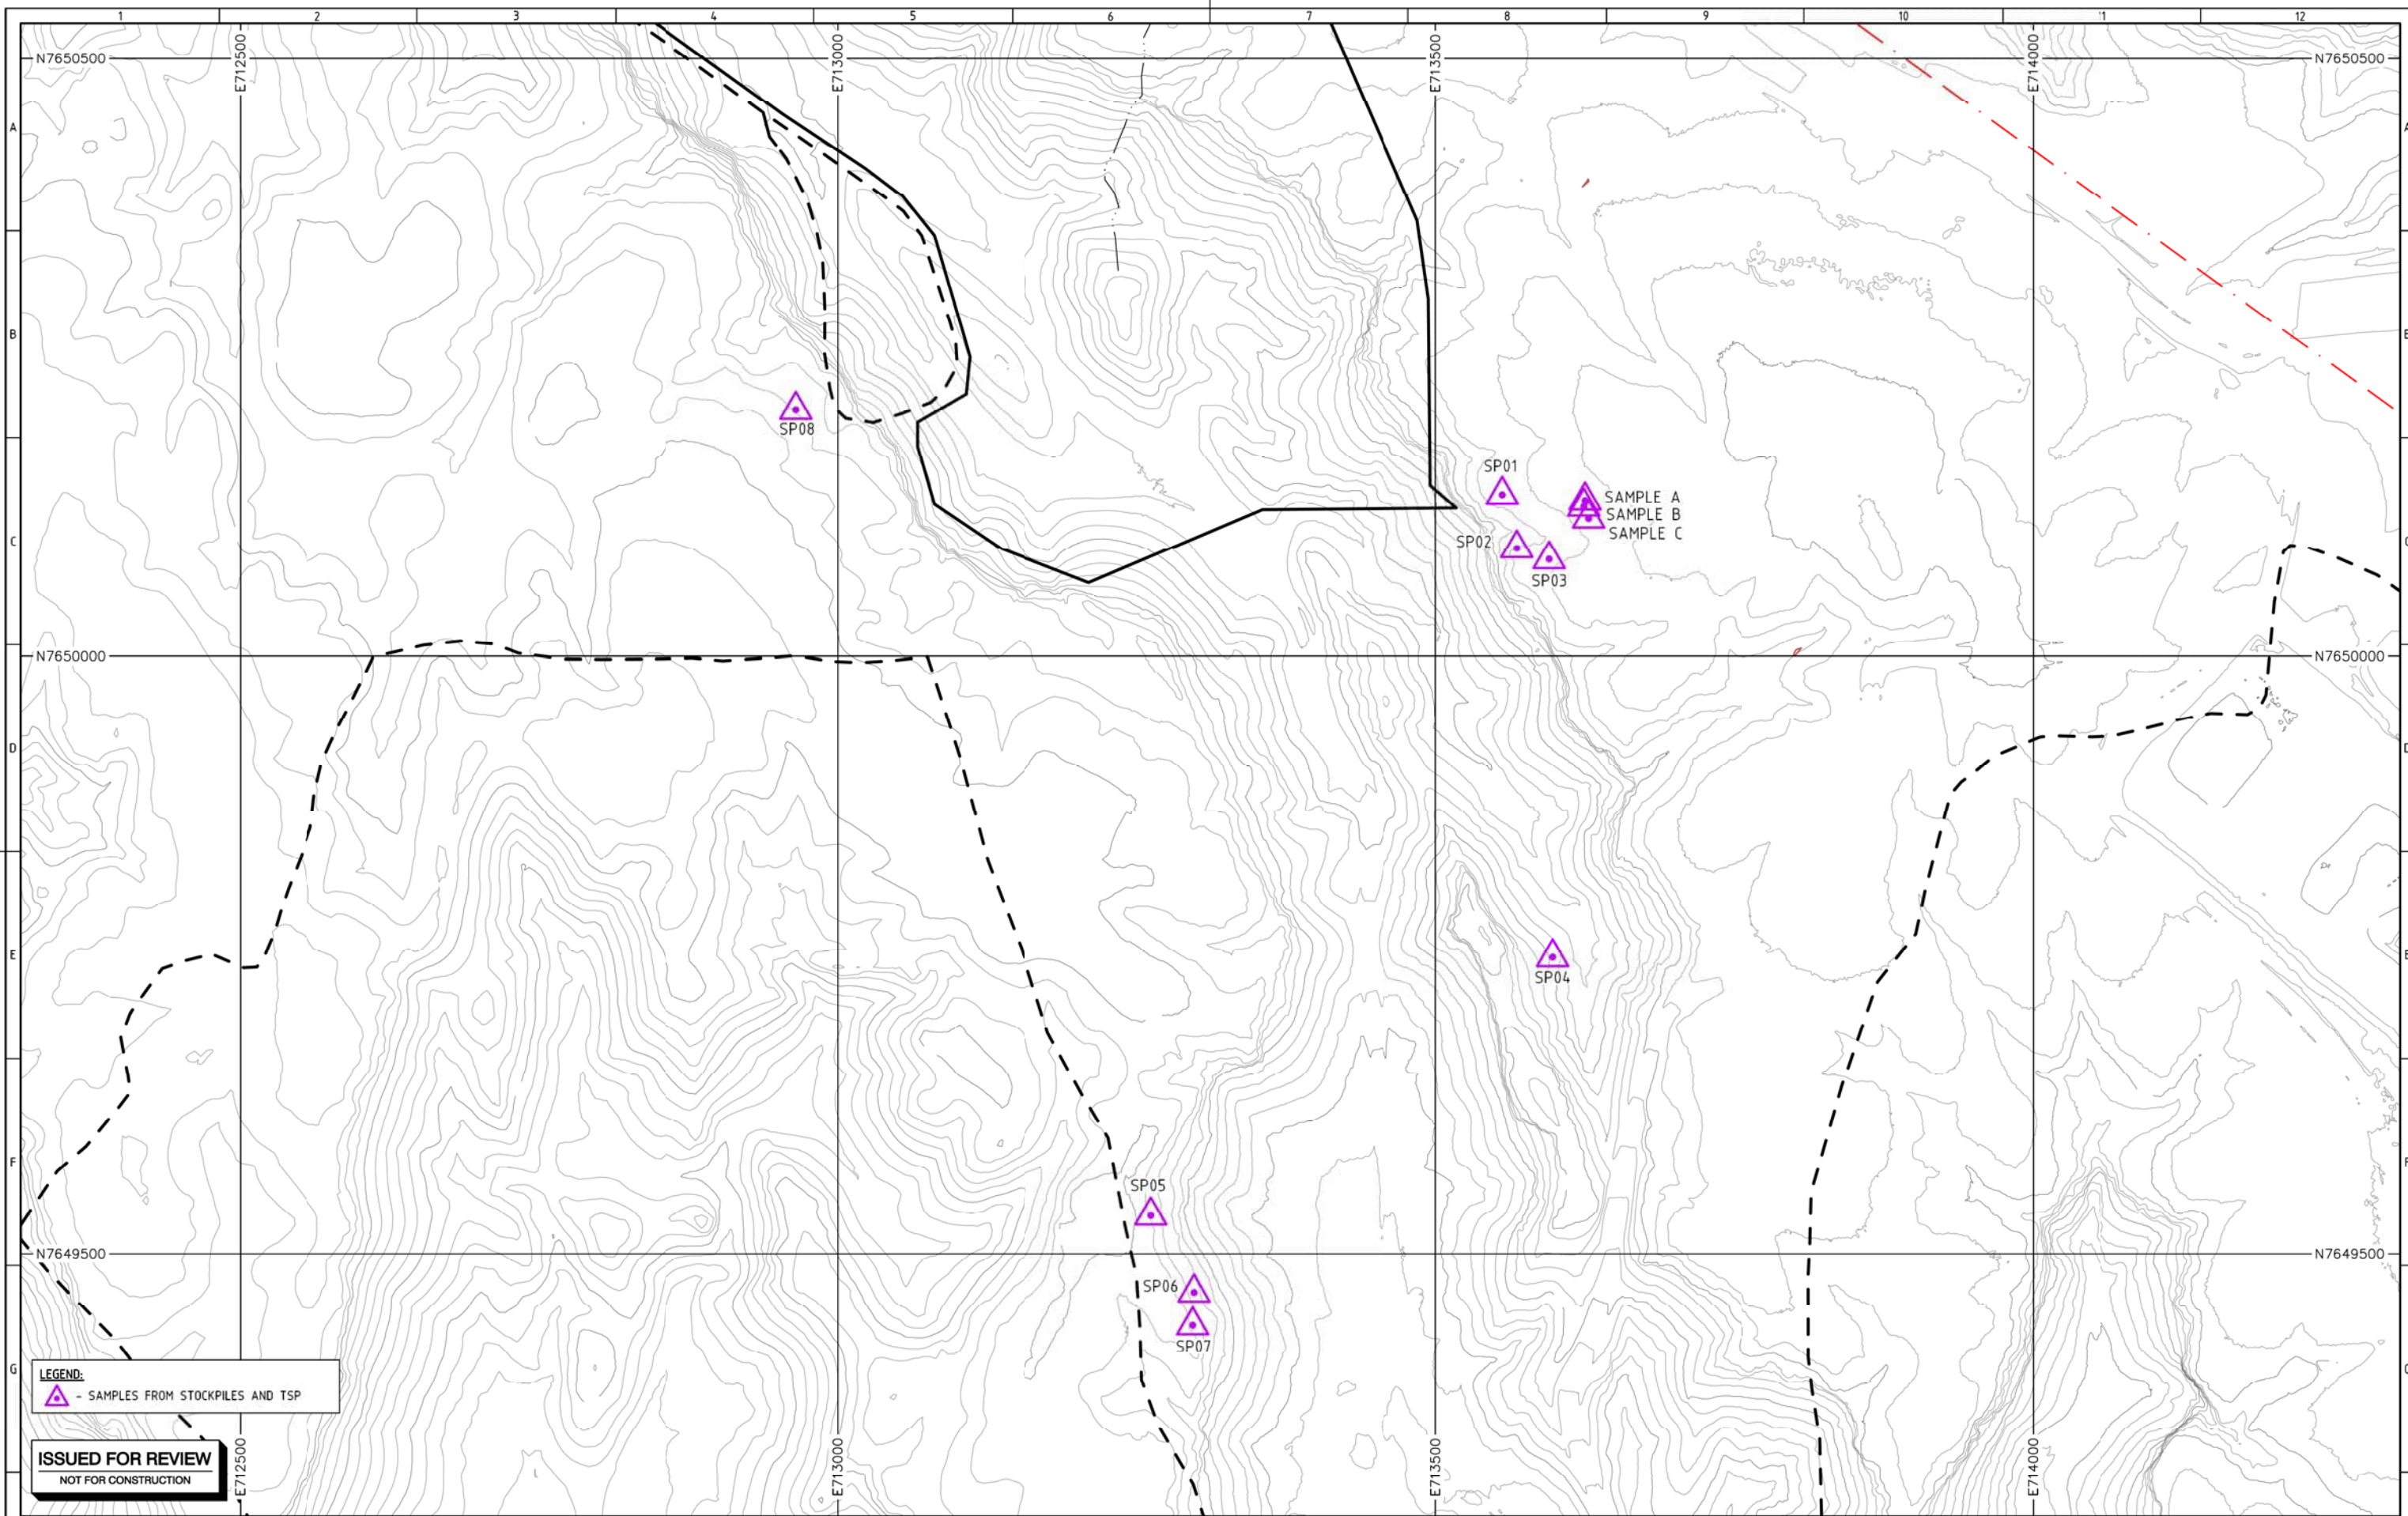 1 2 3 4 5 6 7 8 9 10 11 12
E712500 E713000 E713500 E714000
N7650500 N7650500
A A
B B
SP08
SP01
SAMPLE A
SAMPLE B
SAMPLE C
C SP02 C
SP03
N7650000 N7650000
D D
E E
SP04
F F
SP05
N7649500 N7649500
SP06
SP07
G G
LEGEND:
- SAMPLES FROM STOCKPILES AND TSP
ISSUED FOR REVIEW
NOT FOR CONSTRUCTION
E712500 E713000 E713500 E714000